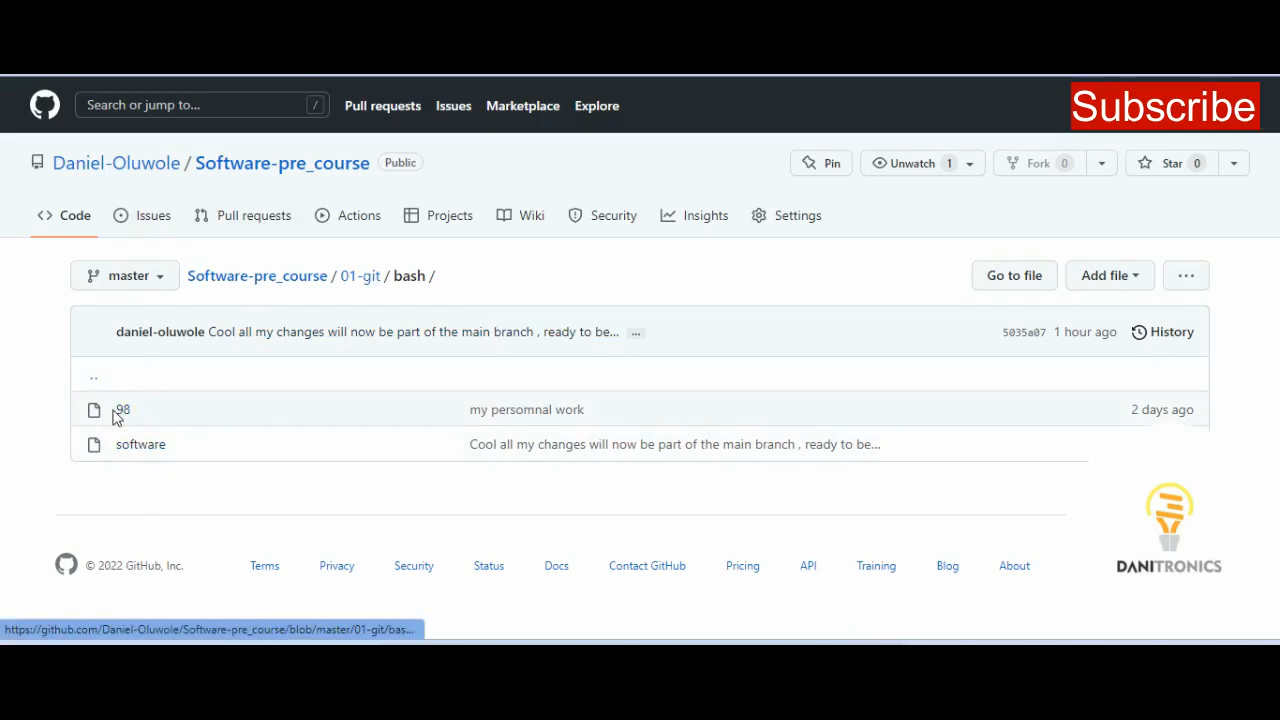 Search or jump to... / Pull requests Issues Marketplace Explore Subscribe
Daniel-Oluwole / Software-pre_course Public Pin Unwatch 1 Fork 0 Star 0
Code Issues Pull requests Actions Projects Wiki Security Insights Settings
master Software-pre_course / 01-git / bash / Go to file Add file ...
daniel-oluwole Cool all my changes will now be part of the main branch , ready to be... ... 5035a07 1 hour ago History
..
98 my persomnal work 2 days ago
software Cool all my changes will now be part of the main branch , ready to be...
© 2022 GitHub, Inc. Terms Privacy Security Status Docs Contact GitHub Pricing API Training Blog About
DANITRONICS
https://github.com/Daniel-Oluwole/Software-pre_course/blob/master/01-git/bas...